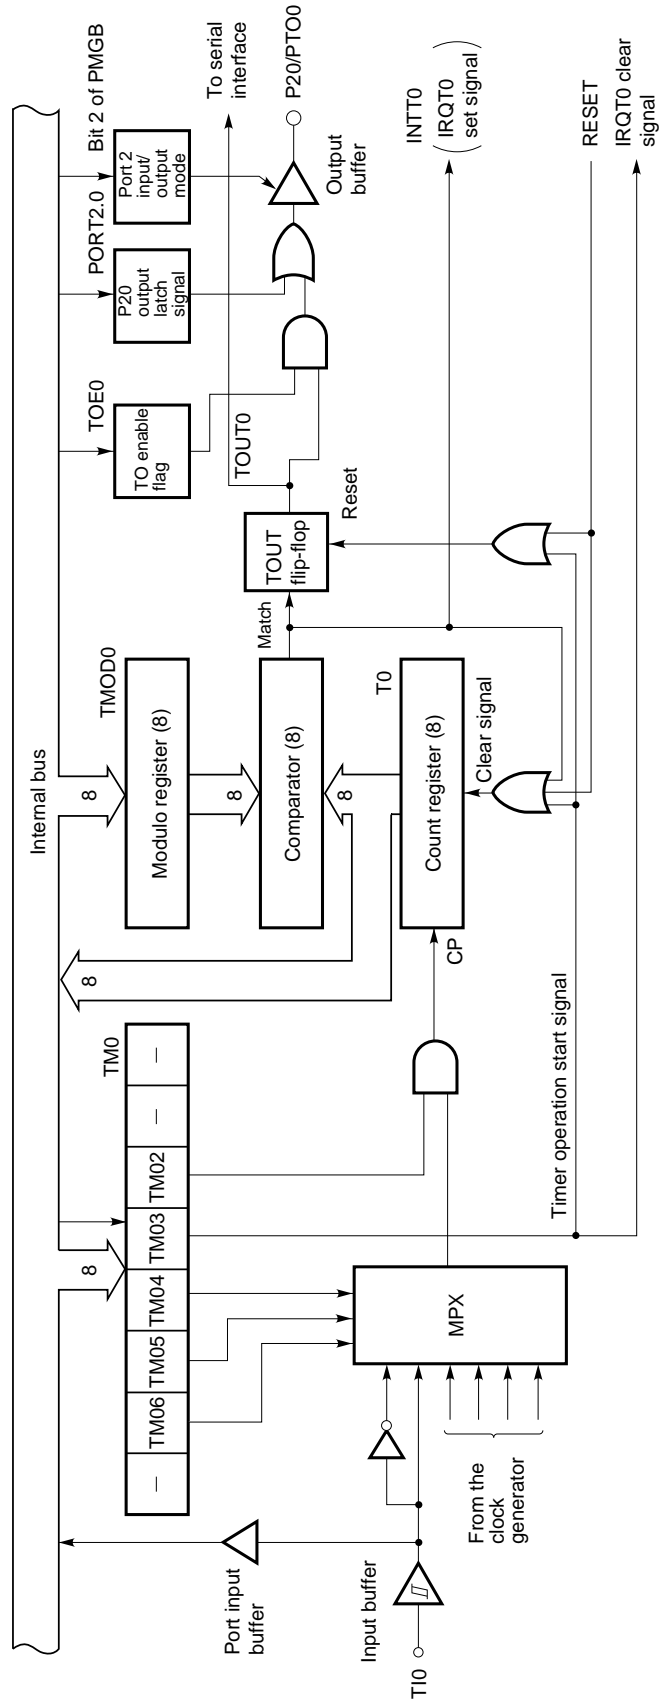 Internal bus
8
8
8
8
8
TM0
—
TM06
TM05
TM04
TM03
TM02
—
—
TMOD0
Modulo register (8)
Comparator (8)
Match
T0
Count register (8)
CP
Clear signal
TOE0
TO enable
flag
PORT2.0
P20
output
latch
signal
Bit 2 of PMGB
Port 2
input/
output
mode
To serial
interface
TOUT0
TOUT
flip-flop
Reset
P20/PTO0
Output
buffer
INTT0
(IRQT0
set signal)
RESET
IRQT0 clear
signal
Timer operation start signal
MPX
Port input
buffer
Input buffer
TI0
From the
clock
generator